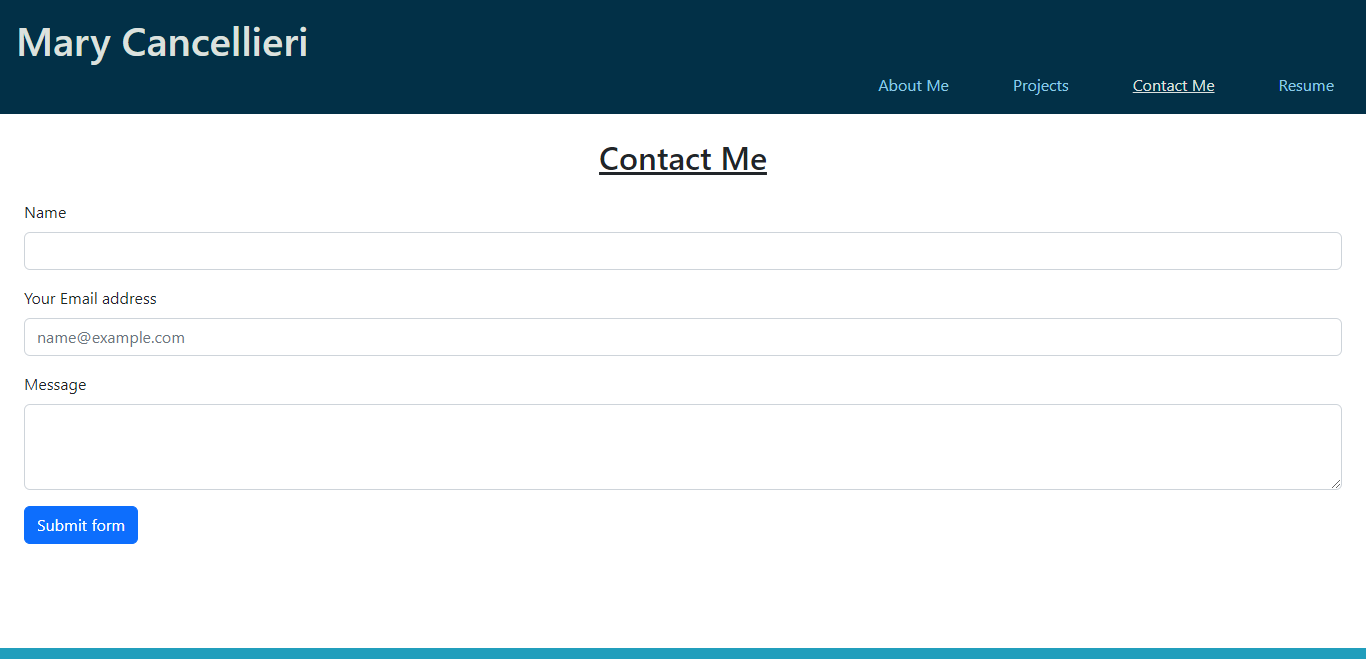 Mary Cancellieri
About Me Projects Contact Me Resume
Contact Me
Name
Your Email address
name@example.com
Message
Submit form